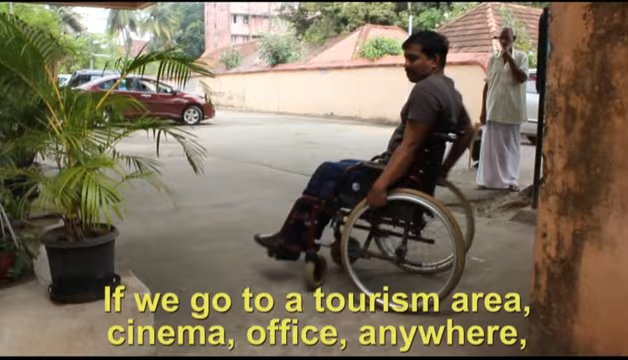 If we go to a tourism area,
cinema, office, anywhere,